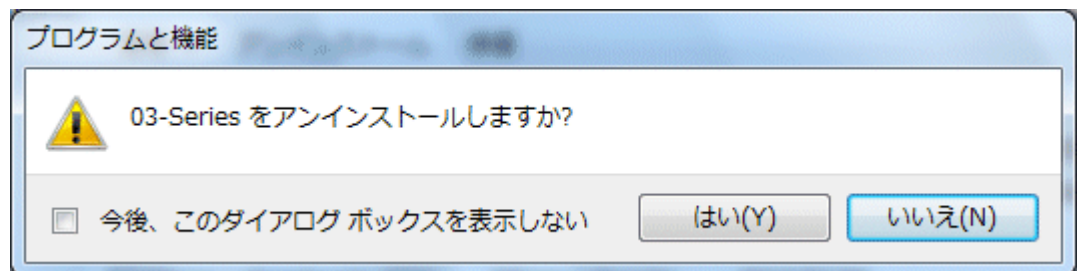 プログラムと機能
03-Series をアンインストールしますか?
今後、このダイアログ ボックスを表示しない
はい(Y)
いいえ(N)